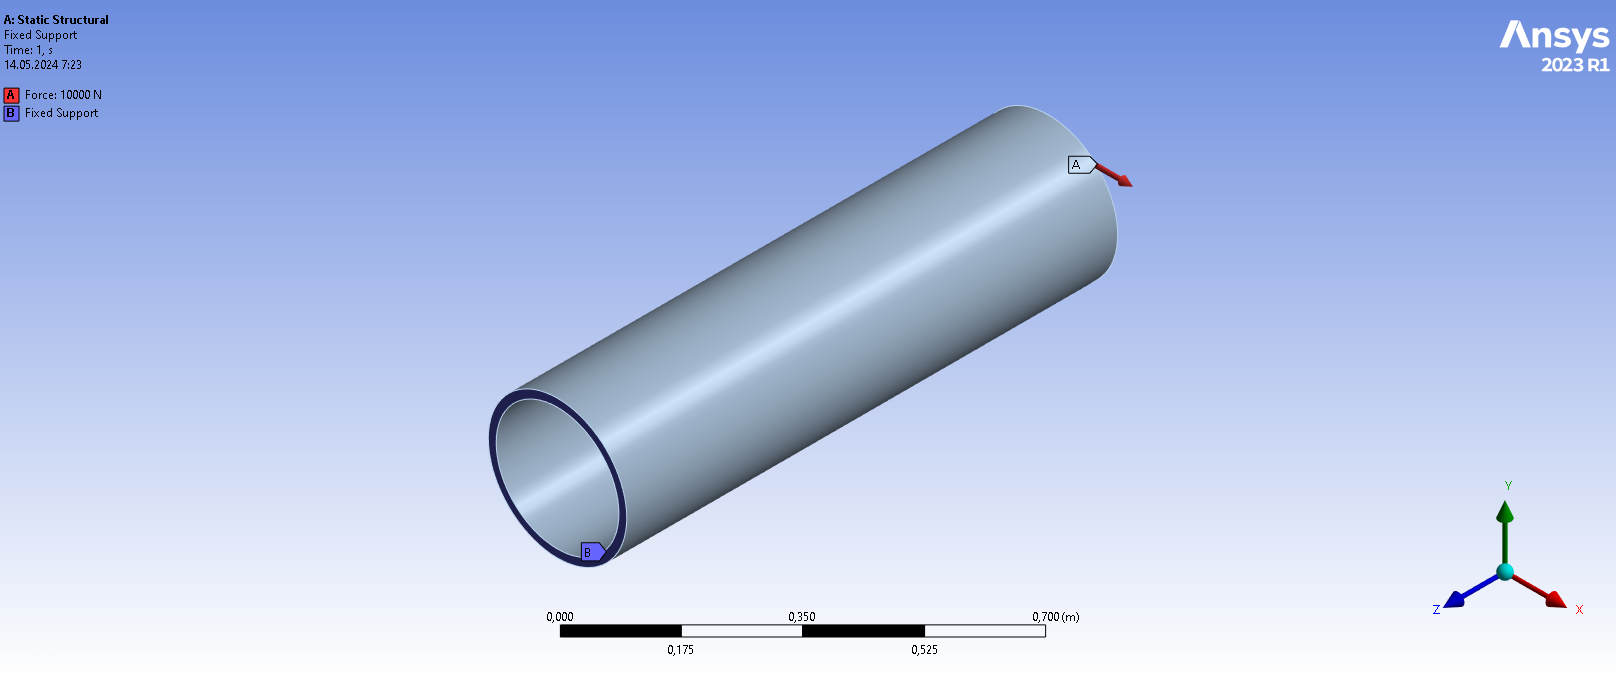 A: Static Structural
Fixed Support
Time: 1, s
14.05.2024 7:23
A Force: 10000 N
B Fixed Support
Ansys
2023 R1
A
B
Y
Z
X
0,000 0,350 0,700 (m)
0,175 0,525